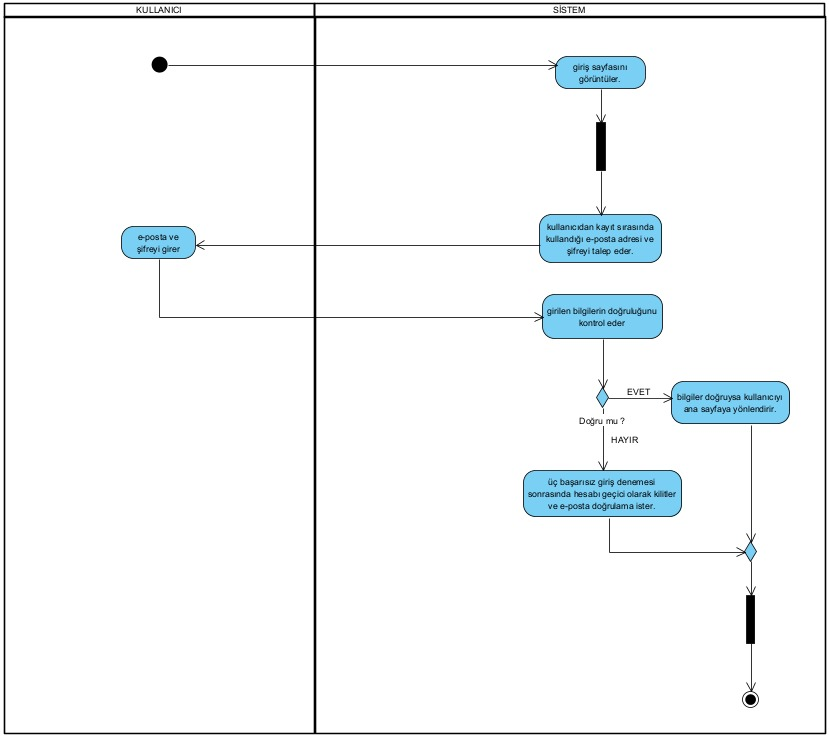 KULLANICI
SİSTEM
giriş sayfasını
görüntüler.
kullanıcıdan kayıt sırasında
kullandığı e-posta adresi ve
şifreyi talep eder.
e-posta ve
şifreyi girer
girilen bilgilerin doğruluğunu
kontrol eder
EVET
bilgiler doğruysa kullanıcıyı
ana sayfaya yönlendirir.
Doğru mu ?
HAYIR
üç başarısız giriş denemesi
sonrasında hesabı geçici olarak kilitler
ve e-posta doğrulama ister.